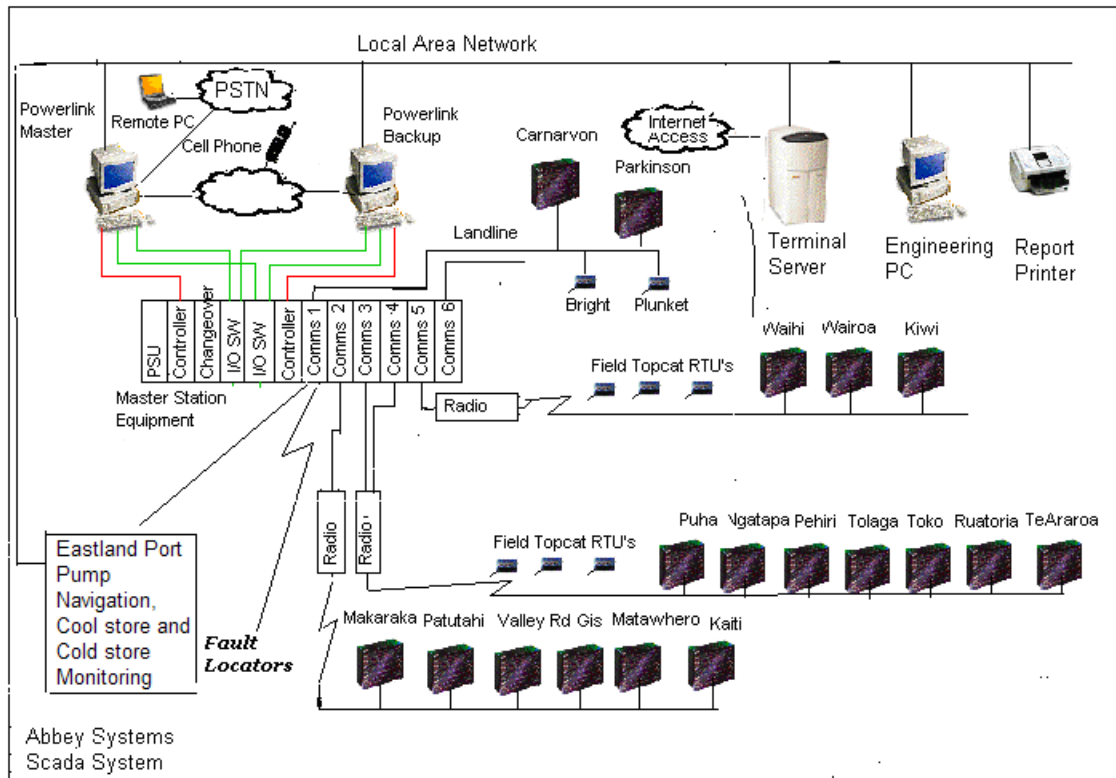 Local Area Network
PSTN
Powerlink
Master
Remote PC
Cell Phone
Powerlink
Backup
Carnarvon
Parkinson
Internet
Access
Landline
Bright
Plunket
Terminal
Server
Engineering
PC
Report
Printer
PSU
Controller
Changeover
I/O SW
I/O SW
Controller
Comms 1
Comms 2
Comms 3
Comms 4
Comms 5
Comms 6
Master Station
Equipment
Radio
Field Topcat RTU's
Waihi
Wairoa
Kiwi
Radio
Radio
Eastland Port
Pump
Navigation,
Cool store and
Cold store
Monitoring
Fault
Locators
Field Topcat RTU's
Puha
Ngatapa
Pehiri
Tolaga
Toko
Ruatoria
TeAraroa
Makaraka
Patutahi
Valley Rd
Gis
Matawhero
Kaiti
Abbey Systems
Scada System